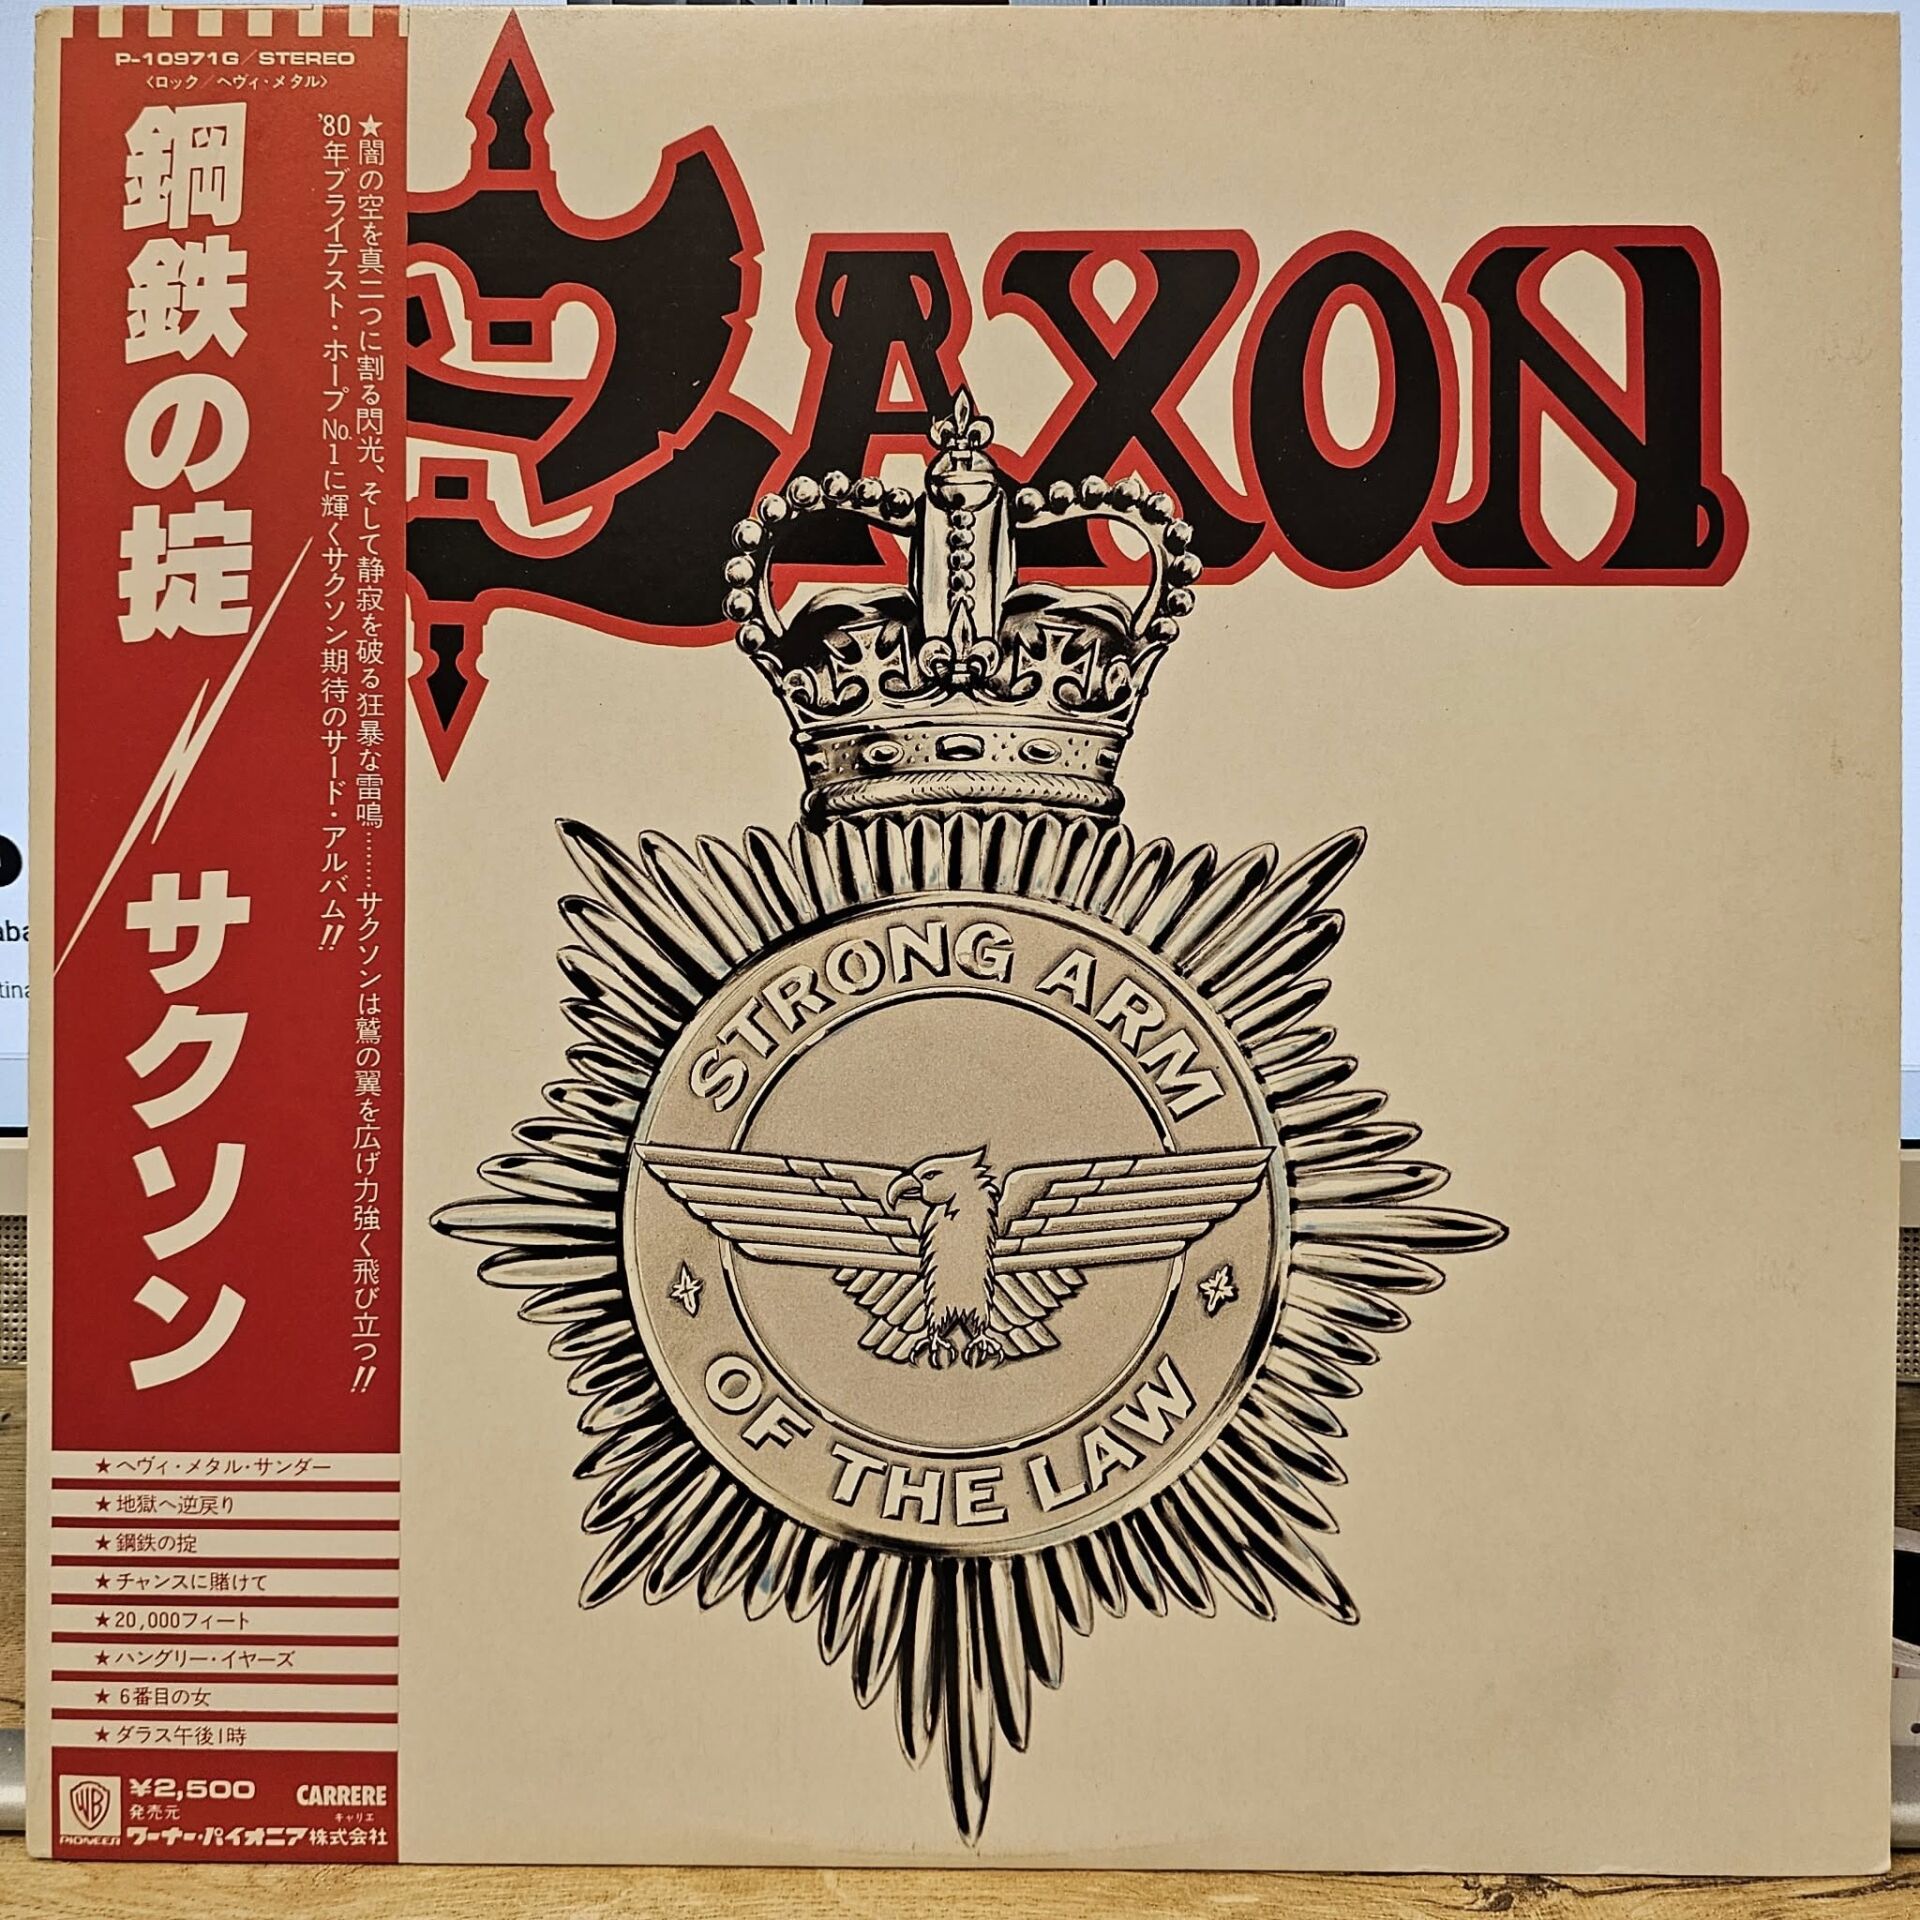 P-10971G/STEREO
〈ロック/ヘヴィ・メタル〉
★闇の空を真二つに割る閃光、そして静寂を破る狂暴な雷鳴………サクソンは鷲の翼を広げ力強く飛び立つ!!
'80年ブライテスト・ホープNo.1に輝くサクソン期待のサード・アルバム!!
鋼鉄の掟/サクソン
★ヘヴィ・メタル・サンダー
★地獄へ逆戻り
★鋼鉄の掟
★チャンスに賭けて
★20,000フィート
★ハングリー・イヤーズ
★6番目の女
★ダラス午後1時
WB
PIONEER
¥2,500
発売元
CARRERE
キャリエ
ワーナー・パイオニア株式会社
SAXON
STRONG ARM
OF THE LAW